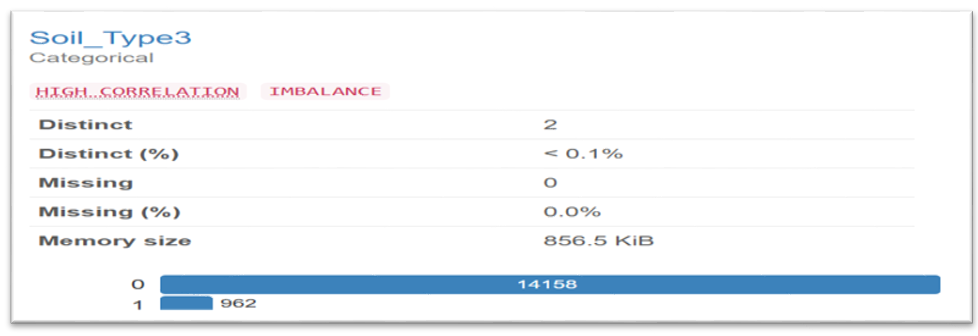 Soil_Type3
Categorical
HIGH CORRELATION IMBALANCE
Distinct 2
Distinct (%) < 0.1%
Missing 0
Missing (%) 0.0%
Memory size 856.5 KiB
0 14158
1 962